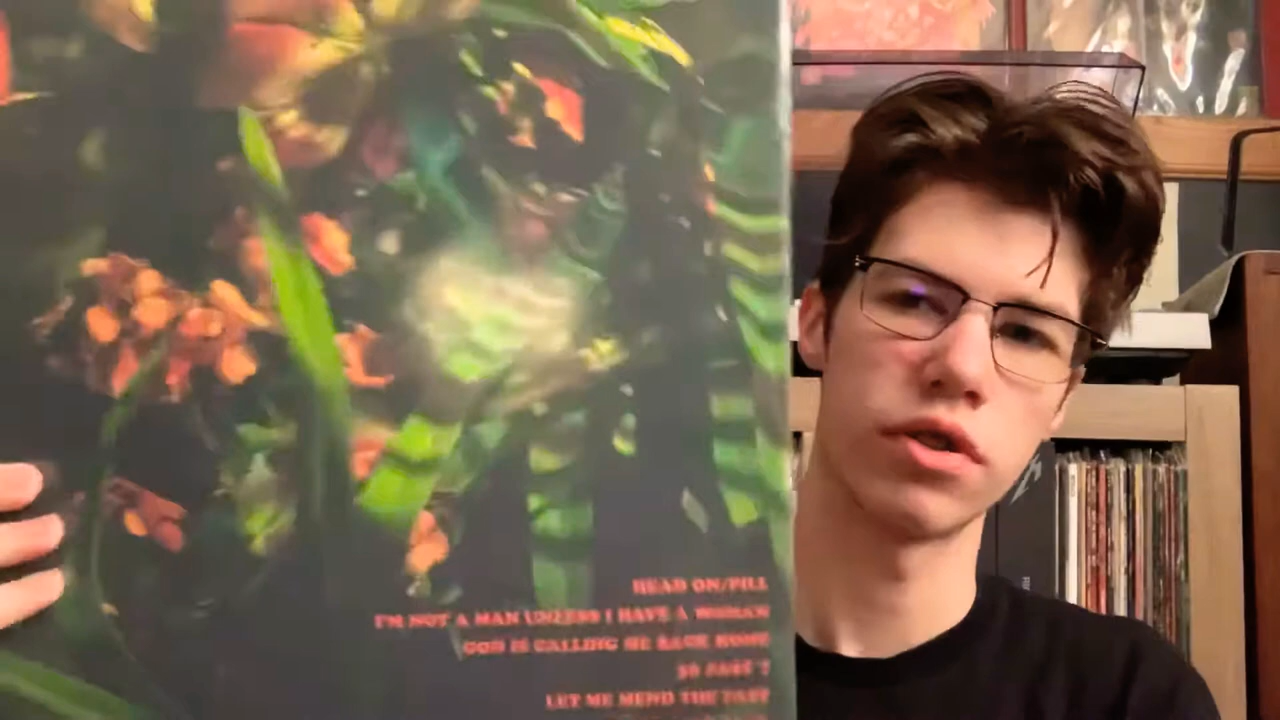 HEAD ON/PILL
I'M NOT A MAN UNLESS I HAVE A WOMAN
GOD IS CALLING ME BACK HOME
SO FAST ?
LET ME MEND THE PAST